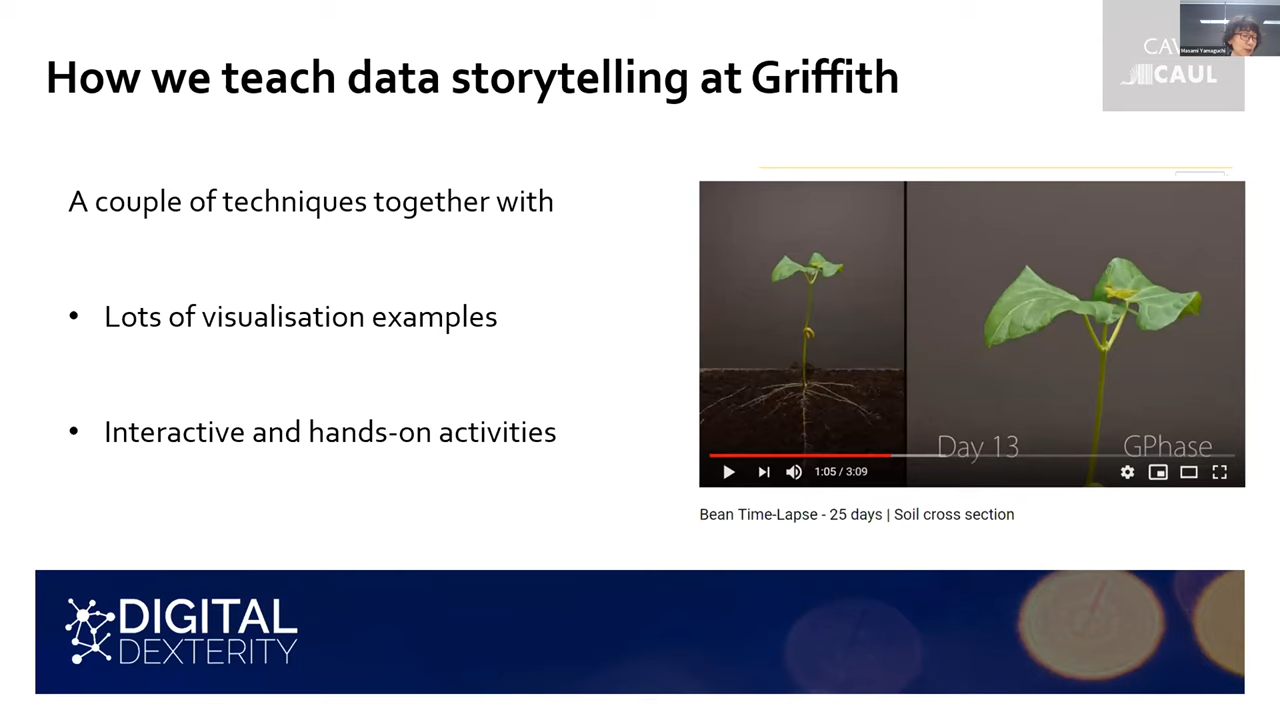 How we teach data storytelling at Griffith
CAUL
Masami Yamaguchi
A couple of techniques together with
• Lots of visualisation examples
• Interactive and hands-on activities
Day 13
GPhase
1:05 / 3:09
Bean Time-Lapse - 25 days | Soil cross section
DIGITAL
DEXTERITY